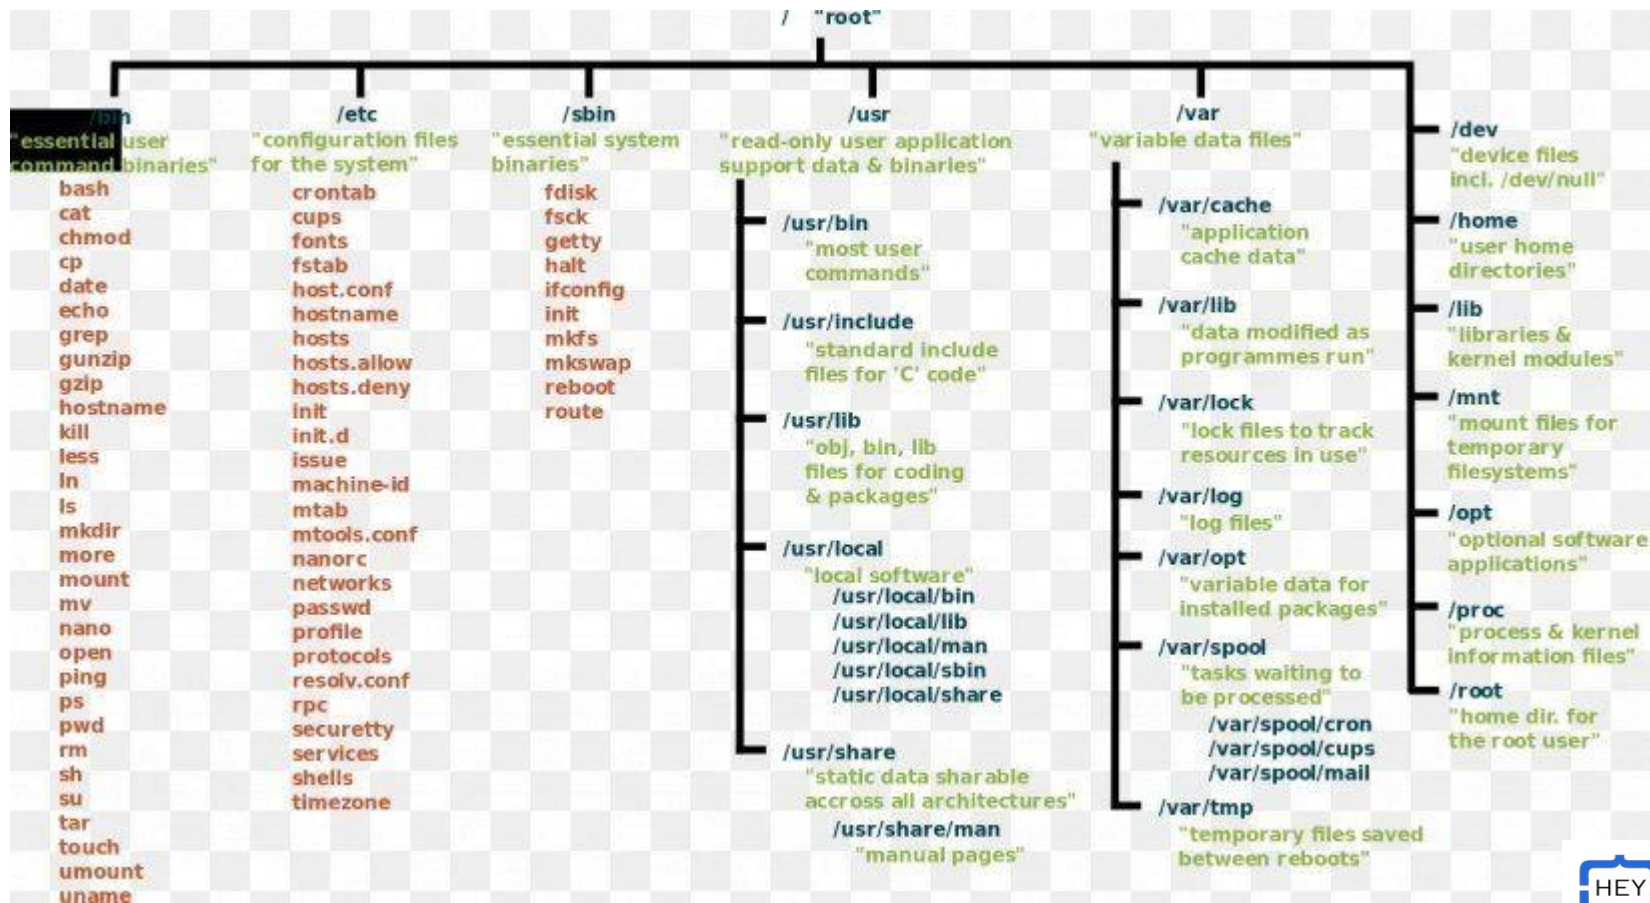 / "root"
/bin
"essential user
command binaries"
bash
cat
chmod
cp
date
echo
grep
gunzip
gzip
hostname
kill
less
ln
ls
mkdir
more
mount
mv
nano
open
ping
ps
pwd
rm
sh
su
tar
touch
umount
uname
/etc
"configuration files
for the system"
crontab
cups
fonts
fstab
host.conf
hostname
hosts
hosts.allow
hosts.deny
init
init.d
issue
machine-id
mtab
mtools.conf
nanorc
networks
passwd
profile
protocols
resolv.conf
rpc
securetty
services
shells
timezone
/sbin
"essential system
binaries"
fdisk
fsck
getty
halt
ifconfig
init
mkfs
mkswap
reboot
route
/usr
"read-only user application
support data & binaries"
/usr/bin
"most user
commands"
/usr/include
"standard include
files for 'C' code"
/usr/lib
"obj, bin, lib
files for coding
& packages"
/usr/local
"local software"
/usr/local/bin
/usr/local/lib
/usr/local/man
/usr/local/sbin
/usr/local/share
/usr/share
"static data sharable
accross all architectures"
/usr/share/man
"manual pages"
/var
"variable data files"
/var/cache
"application
cache data"
/var/lib
"data modified as
programmes run"
/var/lock
"lock files to track
resources in use"
/var/log
"log files"
/var/opt
"variable data for
installed packages"
/var/spool
"tasks waiting to
be processed"
/var/spool/cron
/var/spool/cups
/var/spool/mail
/var/tmp
"temporary files saved
between reboots"
/dev
"device files
incl. /dev/null"
/home
"user home
directories"
/lib
"libraries &
kernel modules"
/mnt
"mount files for
temporary
filesystems"
/opt
"optional software
applications"
/proc
"process & kernel
information files"
/root
"home dir. for
the root user"
HEY